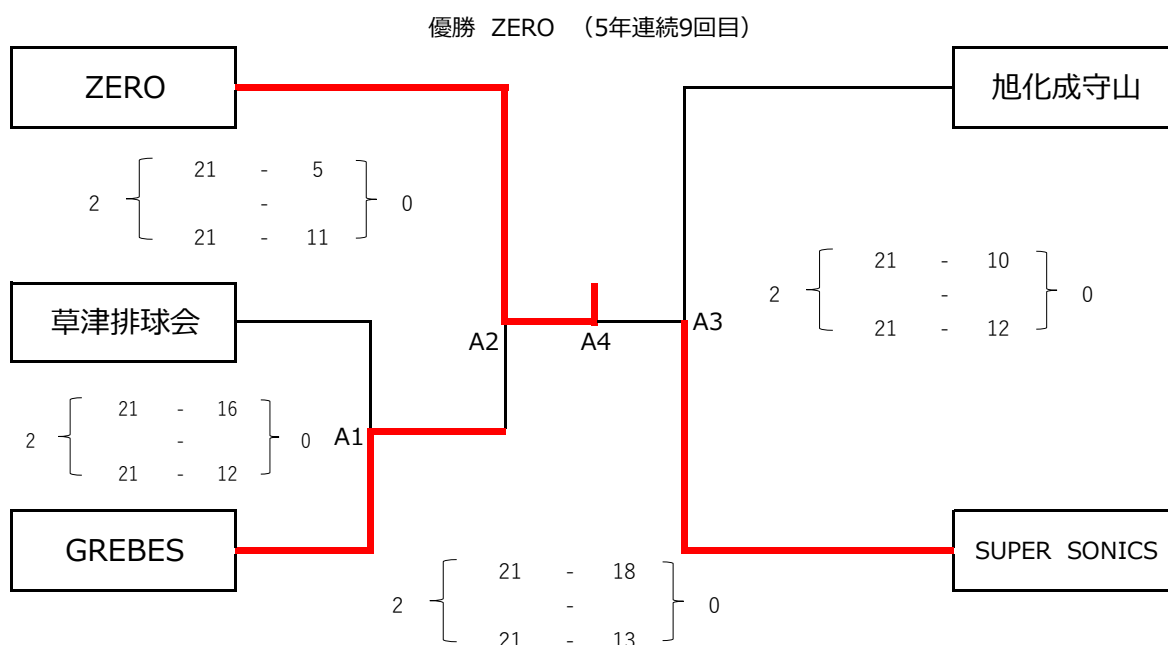 優勝 ZERO （5年連続9回目）
ZERO
旭化成守山
21 - 5
2 - 0
21 - 11
21 - 10
2 - 0
21 - 12
草津排球会
A2
A4
A3
21 - 16
2 - 0
A1
21 - 12
GREBES
SUPER SONICS
21 - 18
2 - 0
21 - 13